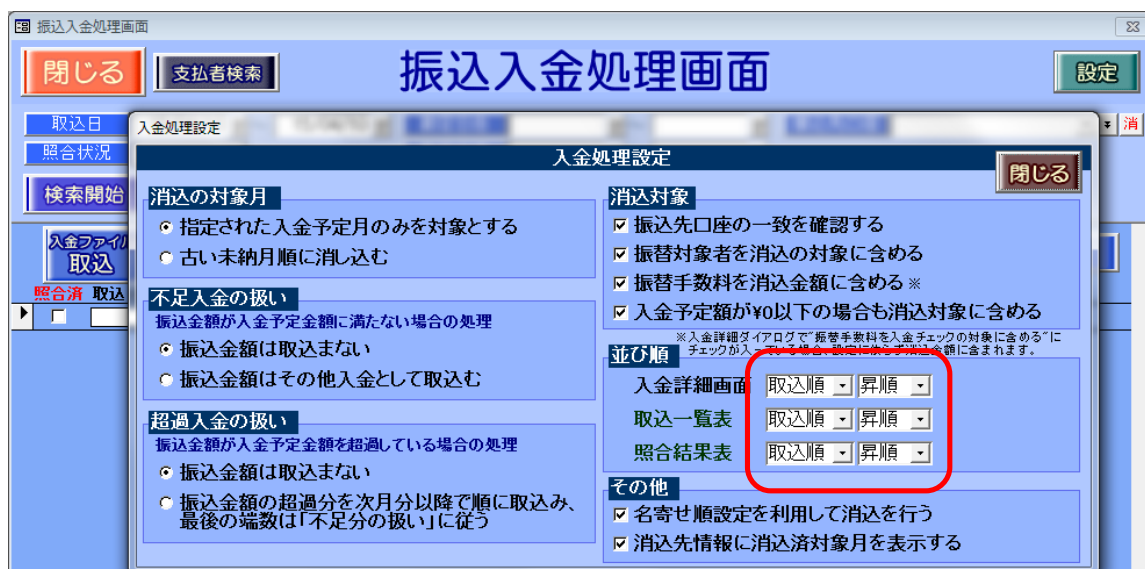 振込入金処理画面
閉じる
支払者検索
振込入金処理画面
設定
取込日
消
照合状況
検索開始
入金ファイル
取込
照合済 取込
入金処理設定
入金処理設定
閉じる
消込の対象月
指定された入金予定月のみを対象とする
古い未納月順に消し込む
不足入金の扱い
振込金額が入金予定金額に満たない場合の処理
振込金額は取込まない
振込金額はその他入金として取込む
超過入金の扱い
振込金額が入金予定金額を超過している場合の処理
振込金額は取込まない
振込金額の超過分を次月分以降で順に取込み、
最後の端数は「不足分の扱い」に従う
消込対象
振込先口座の一致を確認する
振替対象者を消込の対象に含める
振替手数料を消込金額に含める ※
入金予定額が¥0以下の場合も消込対象に含める
※入金詳細ダイアログで"振替手数料を入金チェックの対象に含める"に
チェックが入っている場合、設定に依らず消込金額に含まれます。
並び順
入金詳細画面 取込順 昇順
取込一覧表 取込順 昇順
照合結果表 取込順 昇順
その他
名寄せ順設定を利用して消込を行う
消込先情報に消込済対象月を表示する